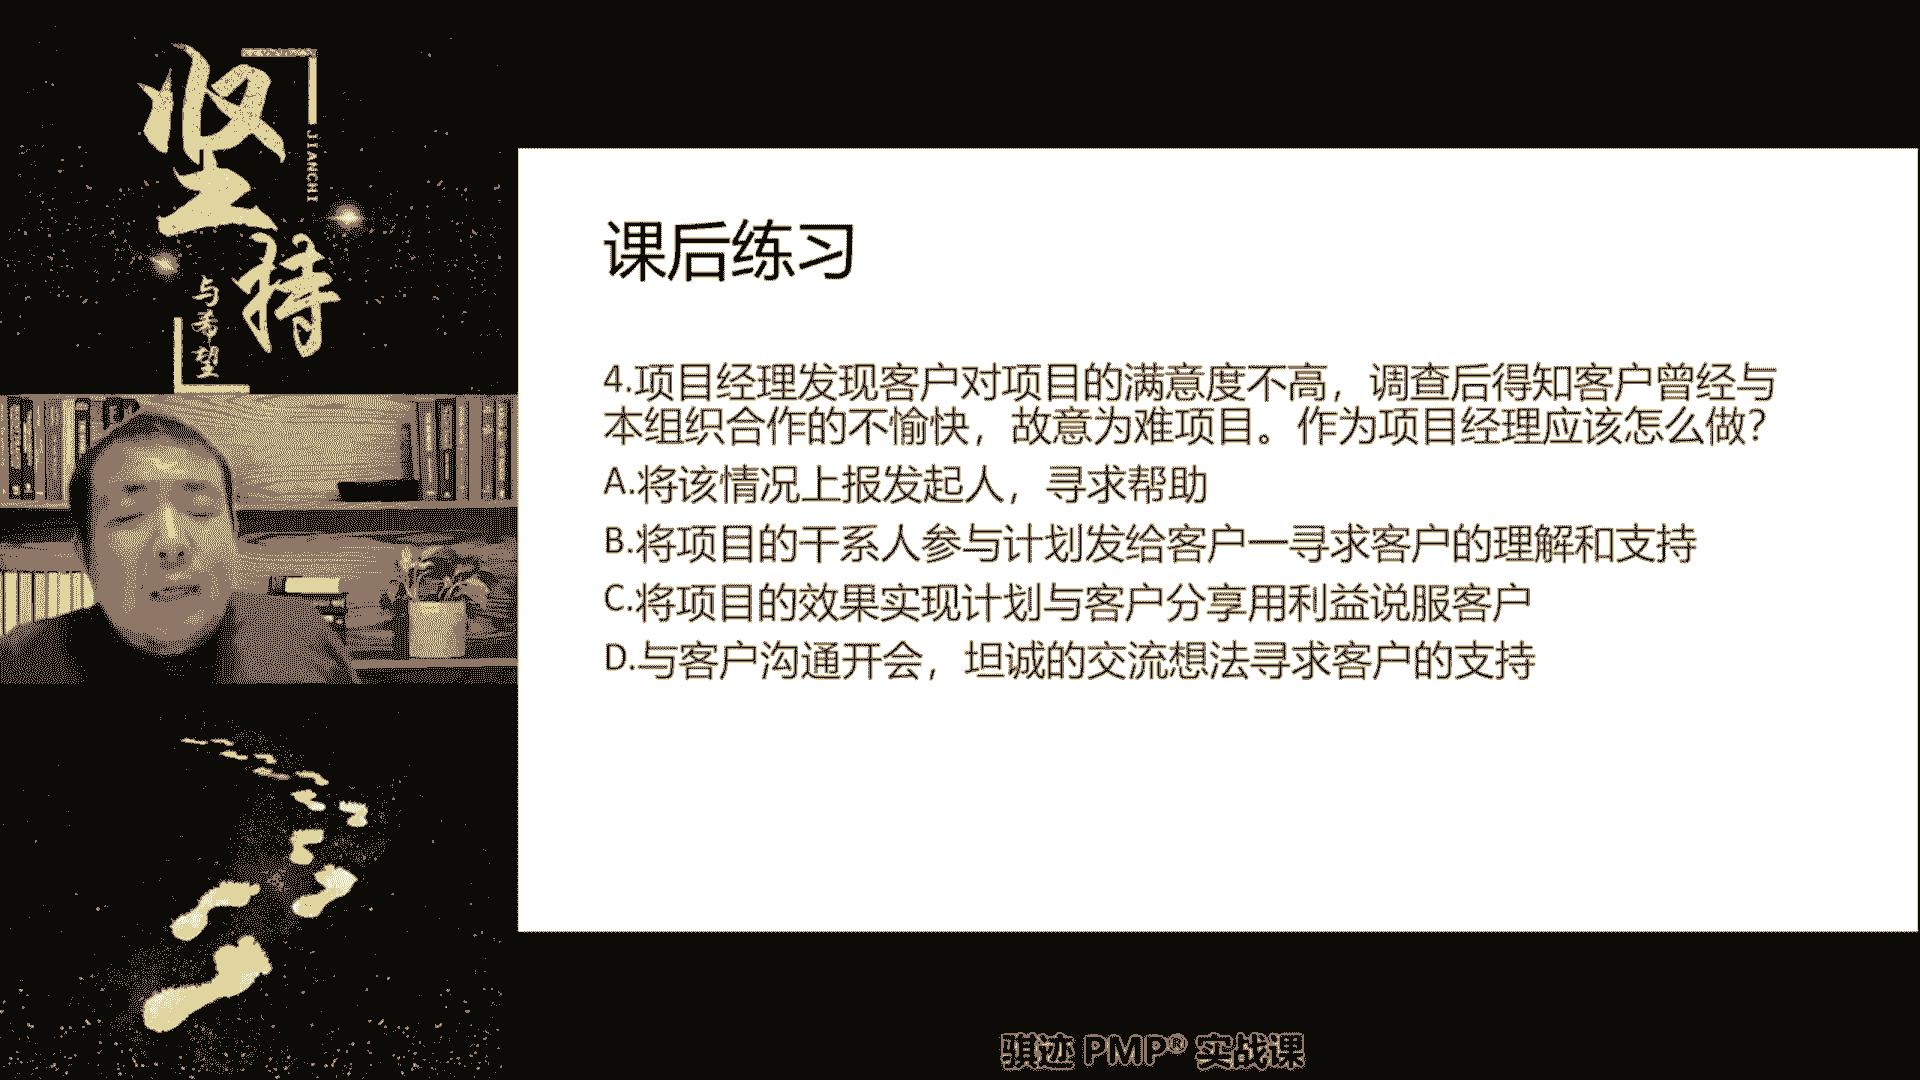 坚持
JIANCHI
与希望
课后练习
4.项目经理发现客户对项目的满意度不高，调查后得知客户曾经与
本组织合作的不愉快，故意为难项目。作为项目经理应该怎么做？
A.将该情况上报发起人，寻求帮助
B.将项目的干系人参与计划发给客户一寻求客户的理解和支持
C.将项目的效果实现计划与客户分享用利益说服客户
D.与客户沟通开会，坦诚的交流想法寻求客户的支持
骐迹 PMP® 实战课